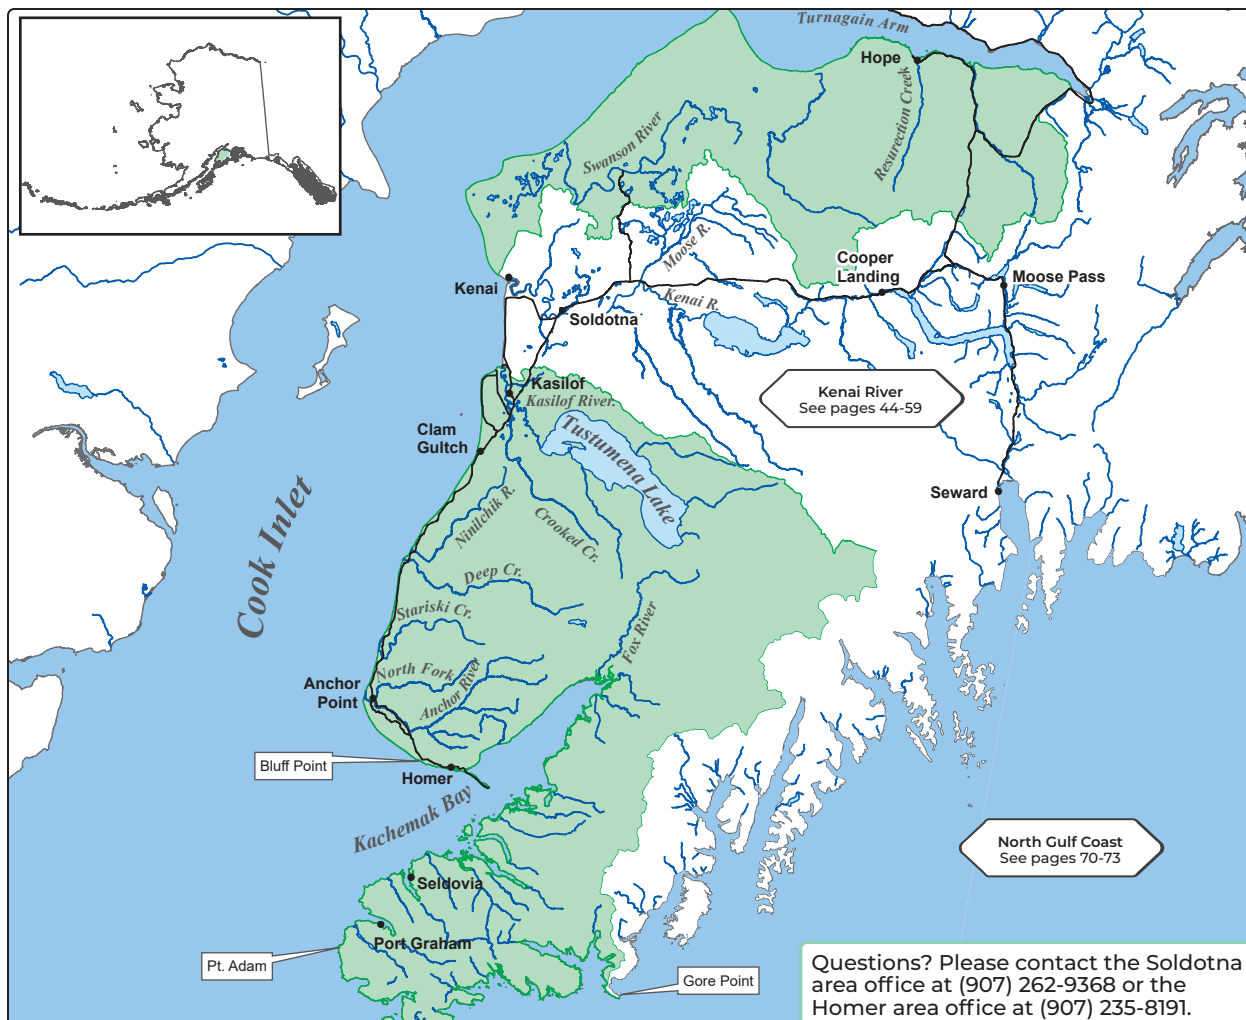 Turnagain Arm
Hope
Resurection Creek
Swanson River
Moose R.
Cooper
Landing
Moose Pass
Kenai
Kenai R.
Soldotna
Kasilof
Kasilof River.
Kenai River
See pages 44-59
Clam
Gultch
Tustumena Lake
Seward
Ninilchik R.
Crooked Cr.
Cook Inlet
Deep Cr.
Stariski Cr.
Fox River
North Fork
Anchor River
Anchor
Point
Bluff Point
Homer
Kachemak Bay
North Gulf Coast
See pages 70-73
Seldovia
Port Graham
Pt. Adam
Gore Point
Questions? Please contact the Soldotna
area office at (907) 262-9368 or the
Homer area office at (907) 235-8191.